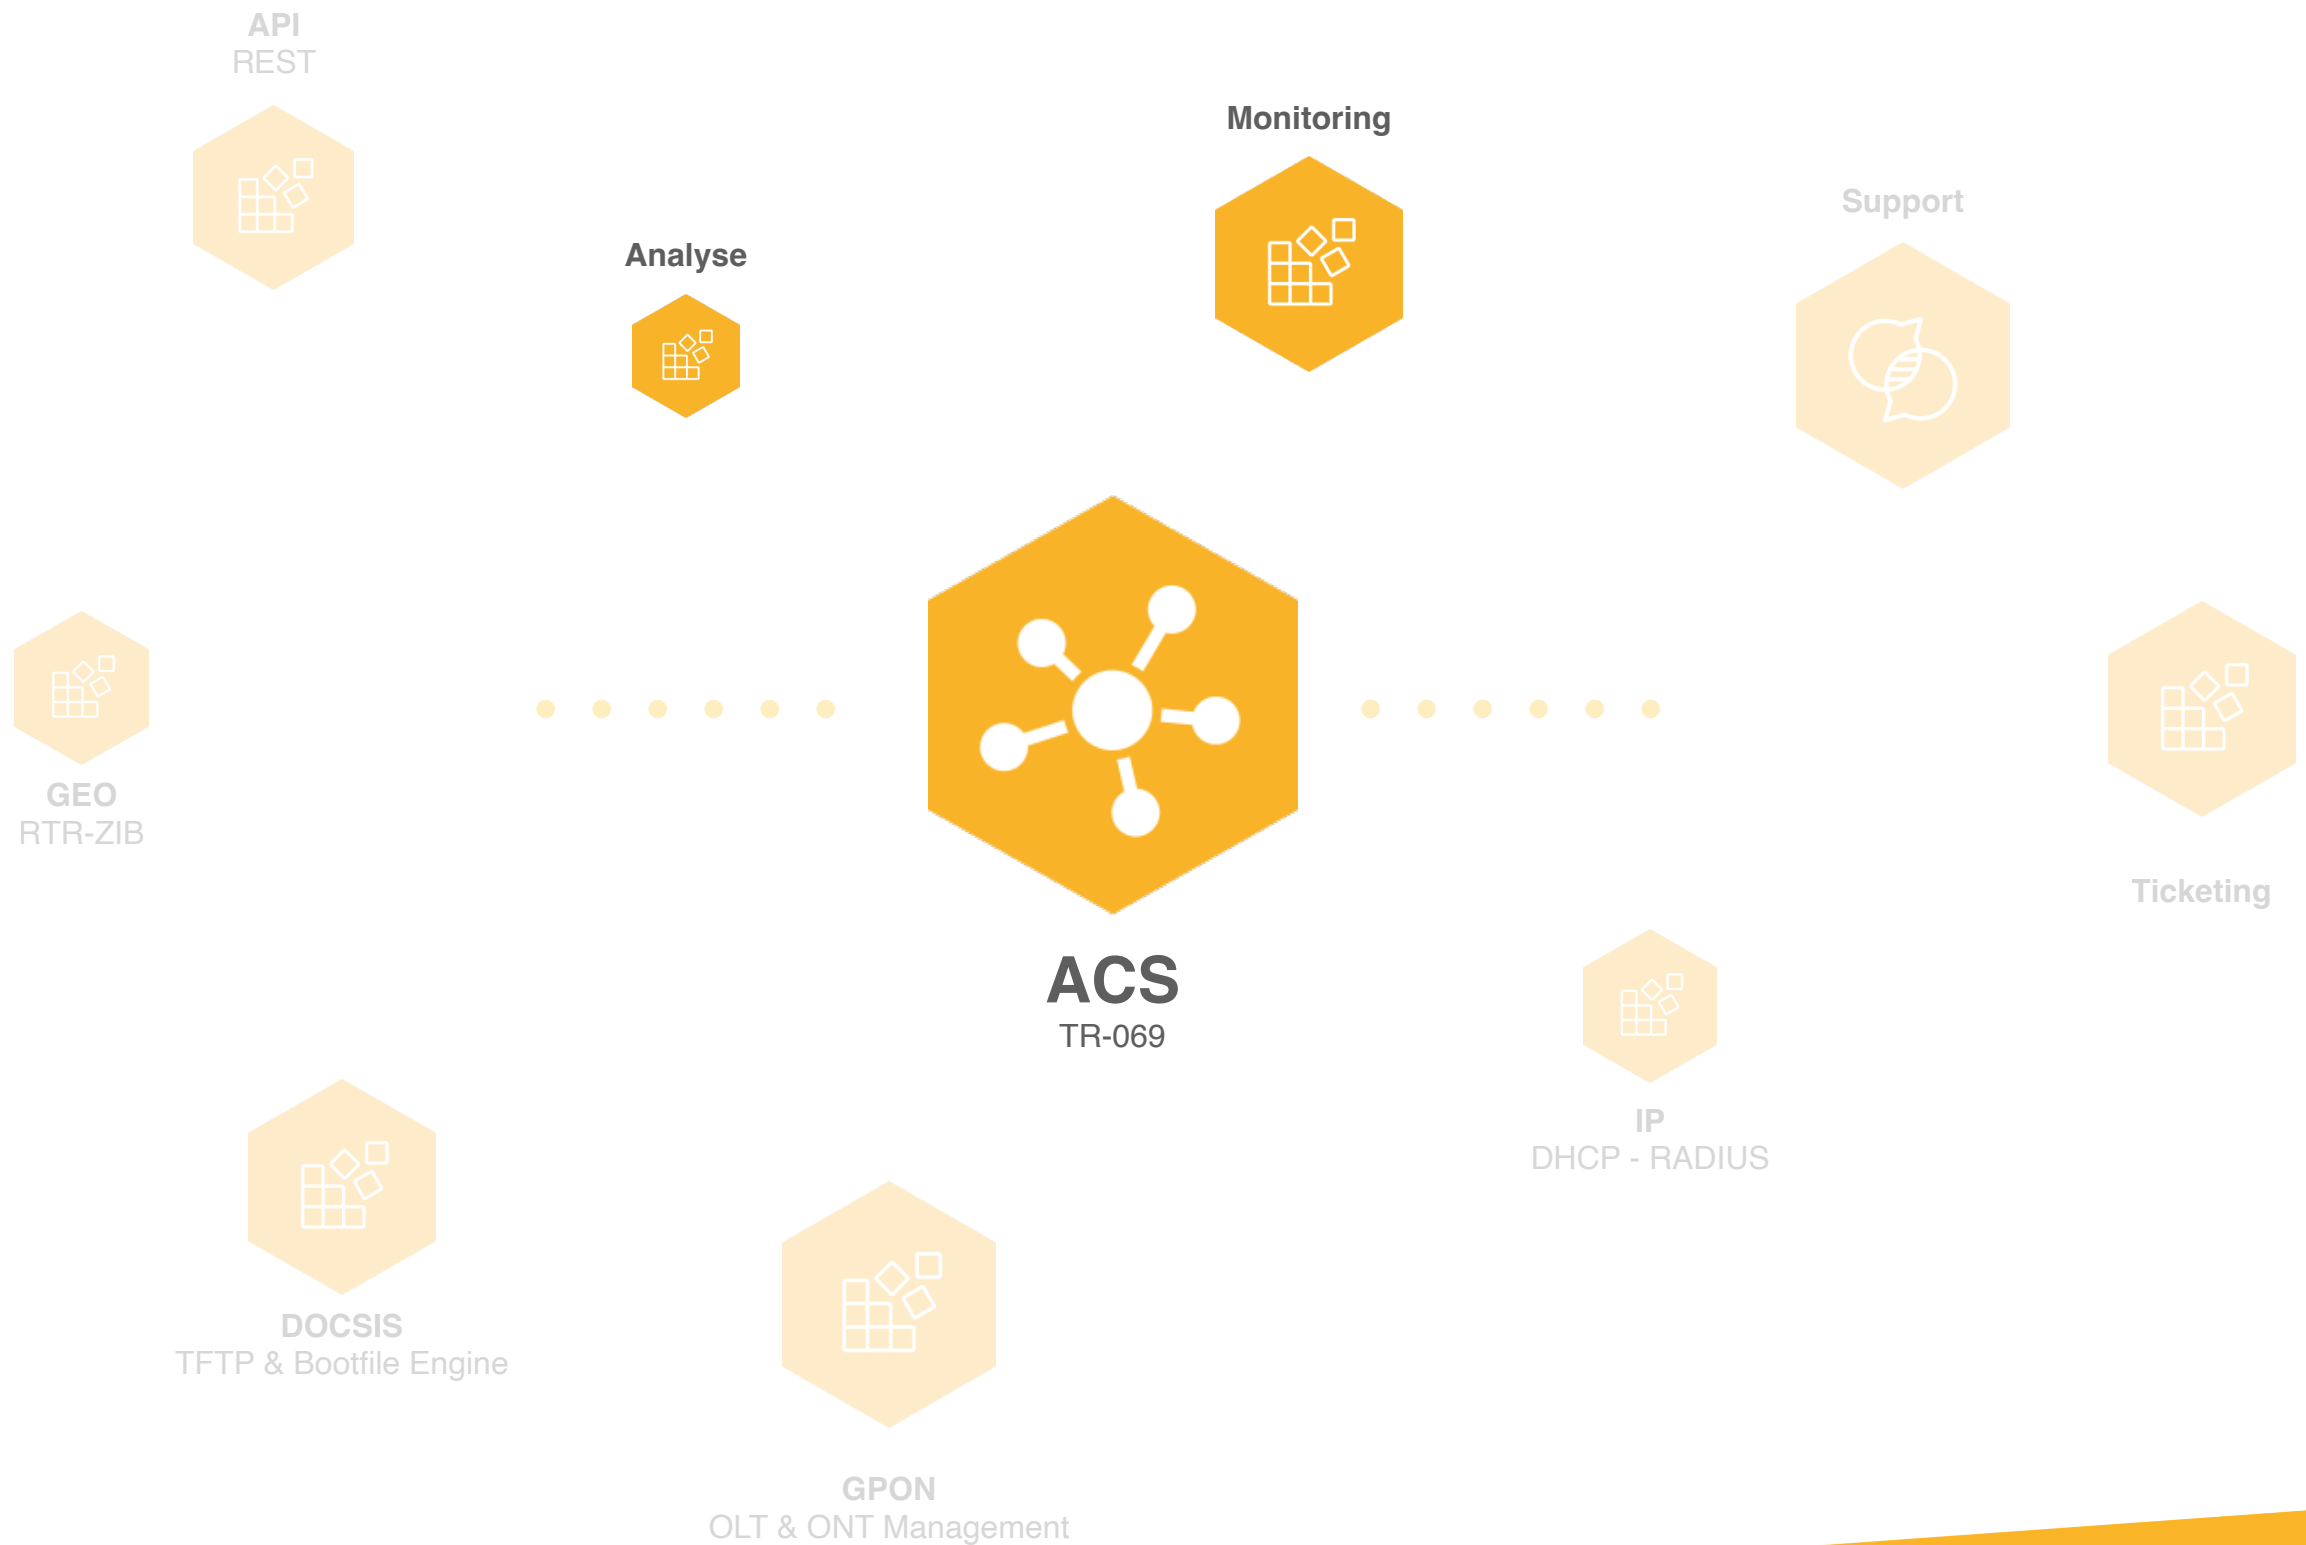 API
REST
Monitoring
Support
Analyse
GEO
RTR-ZIB
Ticketing
ACS
TR-069
IP
DHCP - RADIUS
DOCSIS
TFTP & Bootfile Engine
GPON
OLT & ONT Management